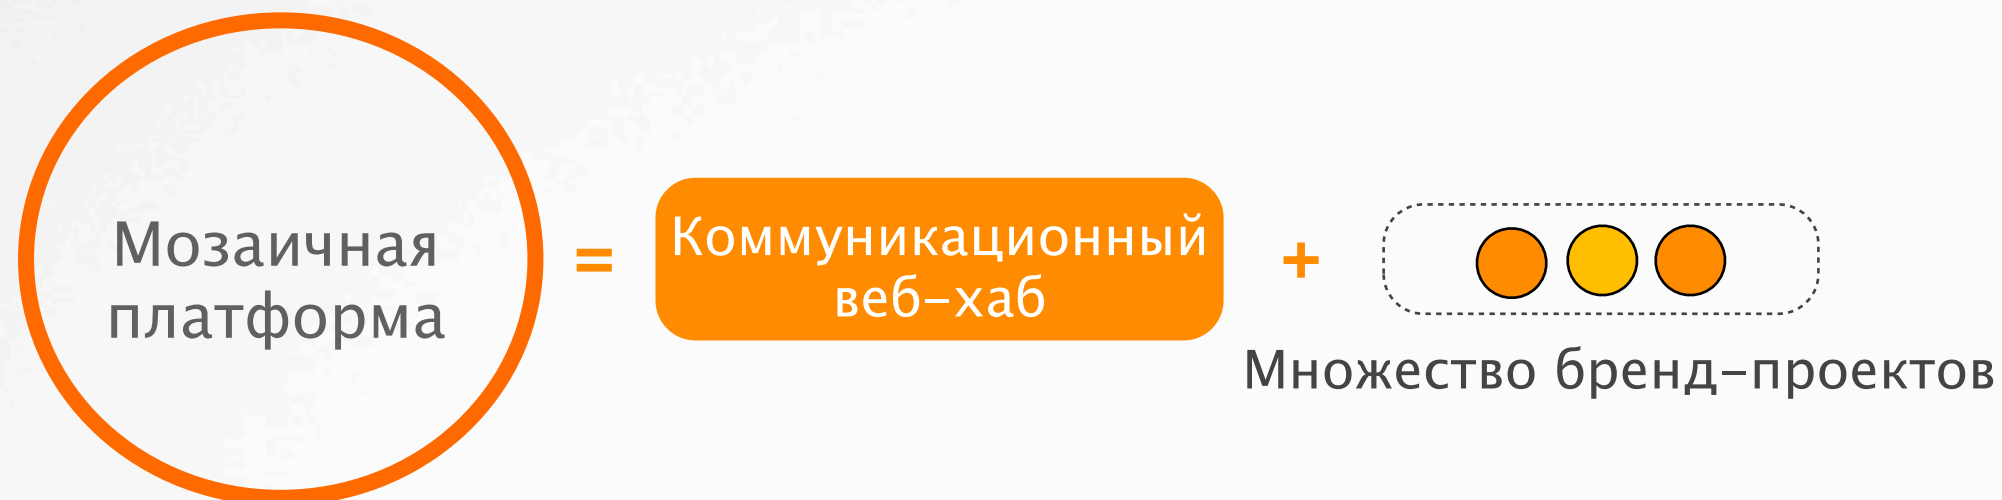 Мозаичная
платформа
=
Коммуникационный
веб-хаб
+
Множество бренд-проектов